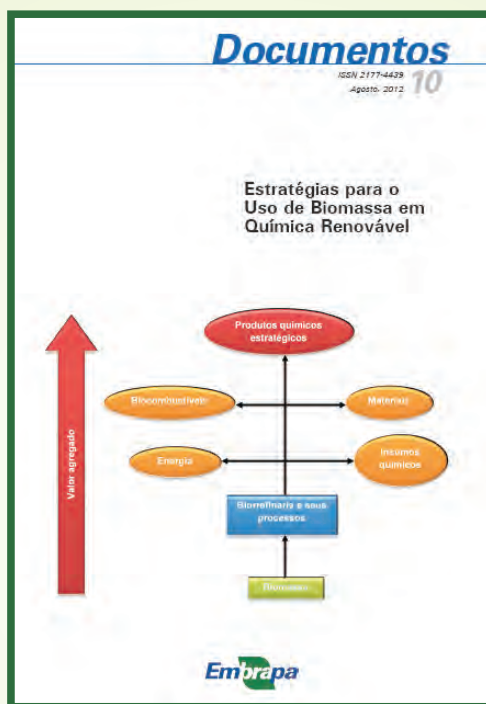 Documentos
ISSN 2177-4439
Agosto, 2012
10
Estratégias para o
Uso de Biomassa em
Química Renovável
Produtos químicos
estratégicos
Biocombustíveis
Materiais
Energia
Insumos
químicos
Biorrefinaria e seus
processos
Biomassa
Valor agregado
Embrapa